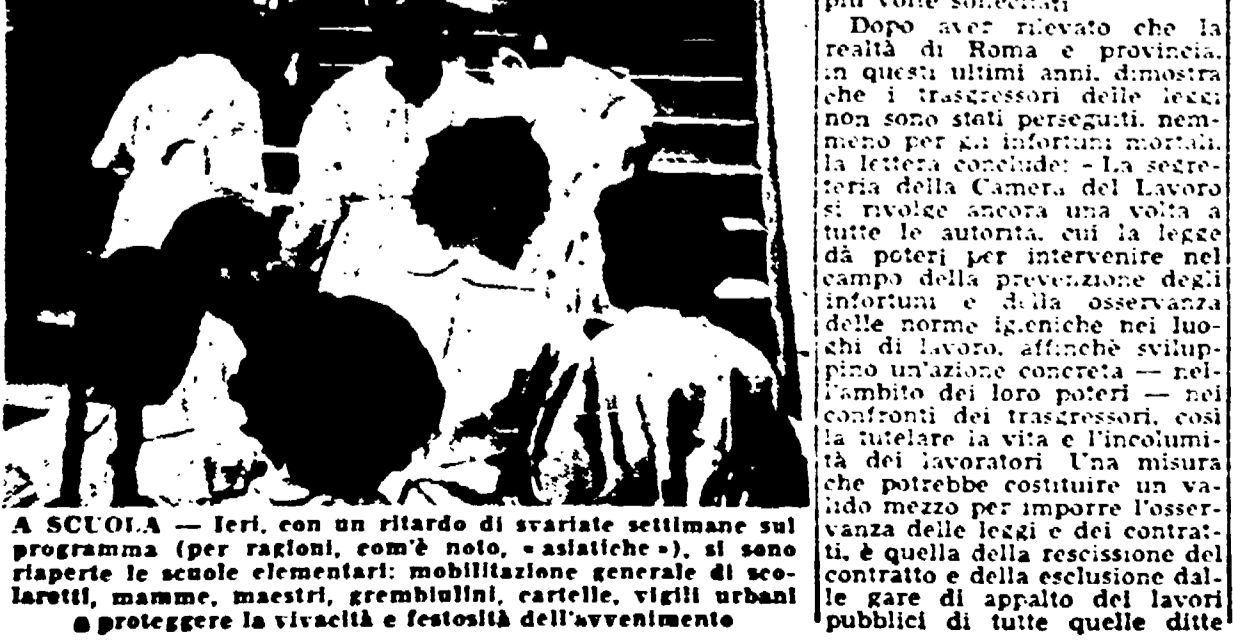 A SCUOLA — Ieri, con un ritardo di svariate settimane sul
programma (per ragioni, com'è noto, « asiatiche »), si sono
riaperte le scuole elementari: mobilitazione generale di sco-
laretti, mamme, maestri, grembiulini, cartelle, vigili urbani
a proteggere la vivacità e festosità dell'avvenimento
più volte sollecitati
Dopo aver rilevato che la
realtà di Roma e provincia,
in questi ultimi anni, dimostra
che i trasgressori delle leggi
non sono stati perseguiti, nem-
meno per gli infortuni mortali,
la lettera conclude: « La segre-
teria della Camera del Lavoro
si rivolge ancora una volta a
tutte le autorità, cui la legge
dà poteri per intervenire nel
campo della prevenzione degli
infortuni e della osservanza
delle norme igieniche nei luo-
ghi di lavoro, affinchè svilup-
pino un'azione concreta — nel-
l'ambito dei loro poteri — nei
confronti dei trasgressori, così
la tutelare la vita e l'incolumi-
tà dei lavoratori Una misura
che potrebbe costituire un va-
lido mezzo per imporre l'osser-
vanza delle leggi e dei contrat-
ti, è quella della rescissione del
contratto e della esclusione dal-
le gare di appalto dei lavori
pubblici di tutte quelle ditte